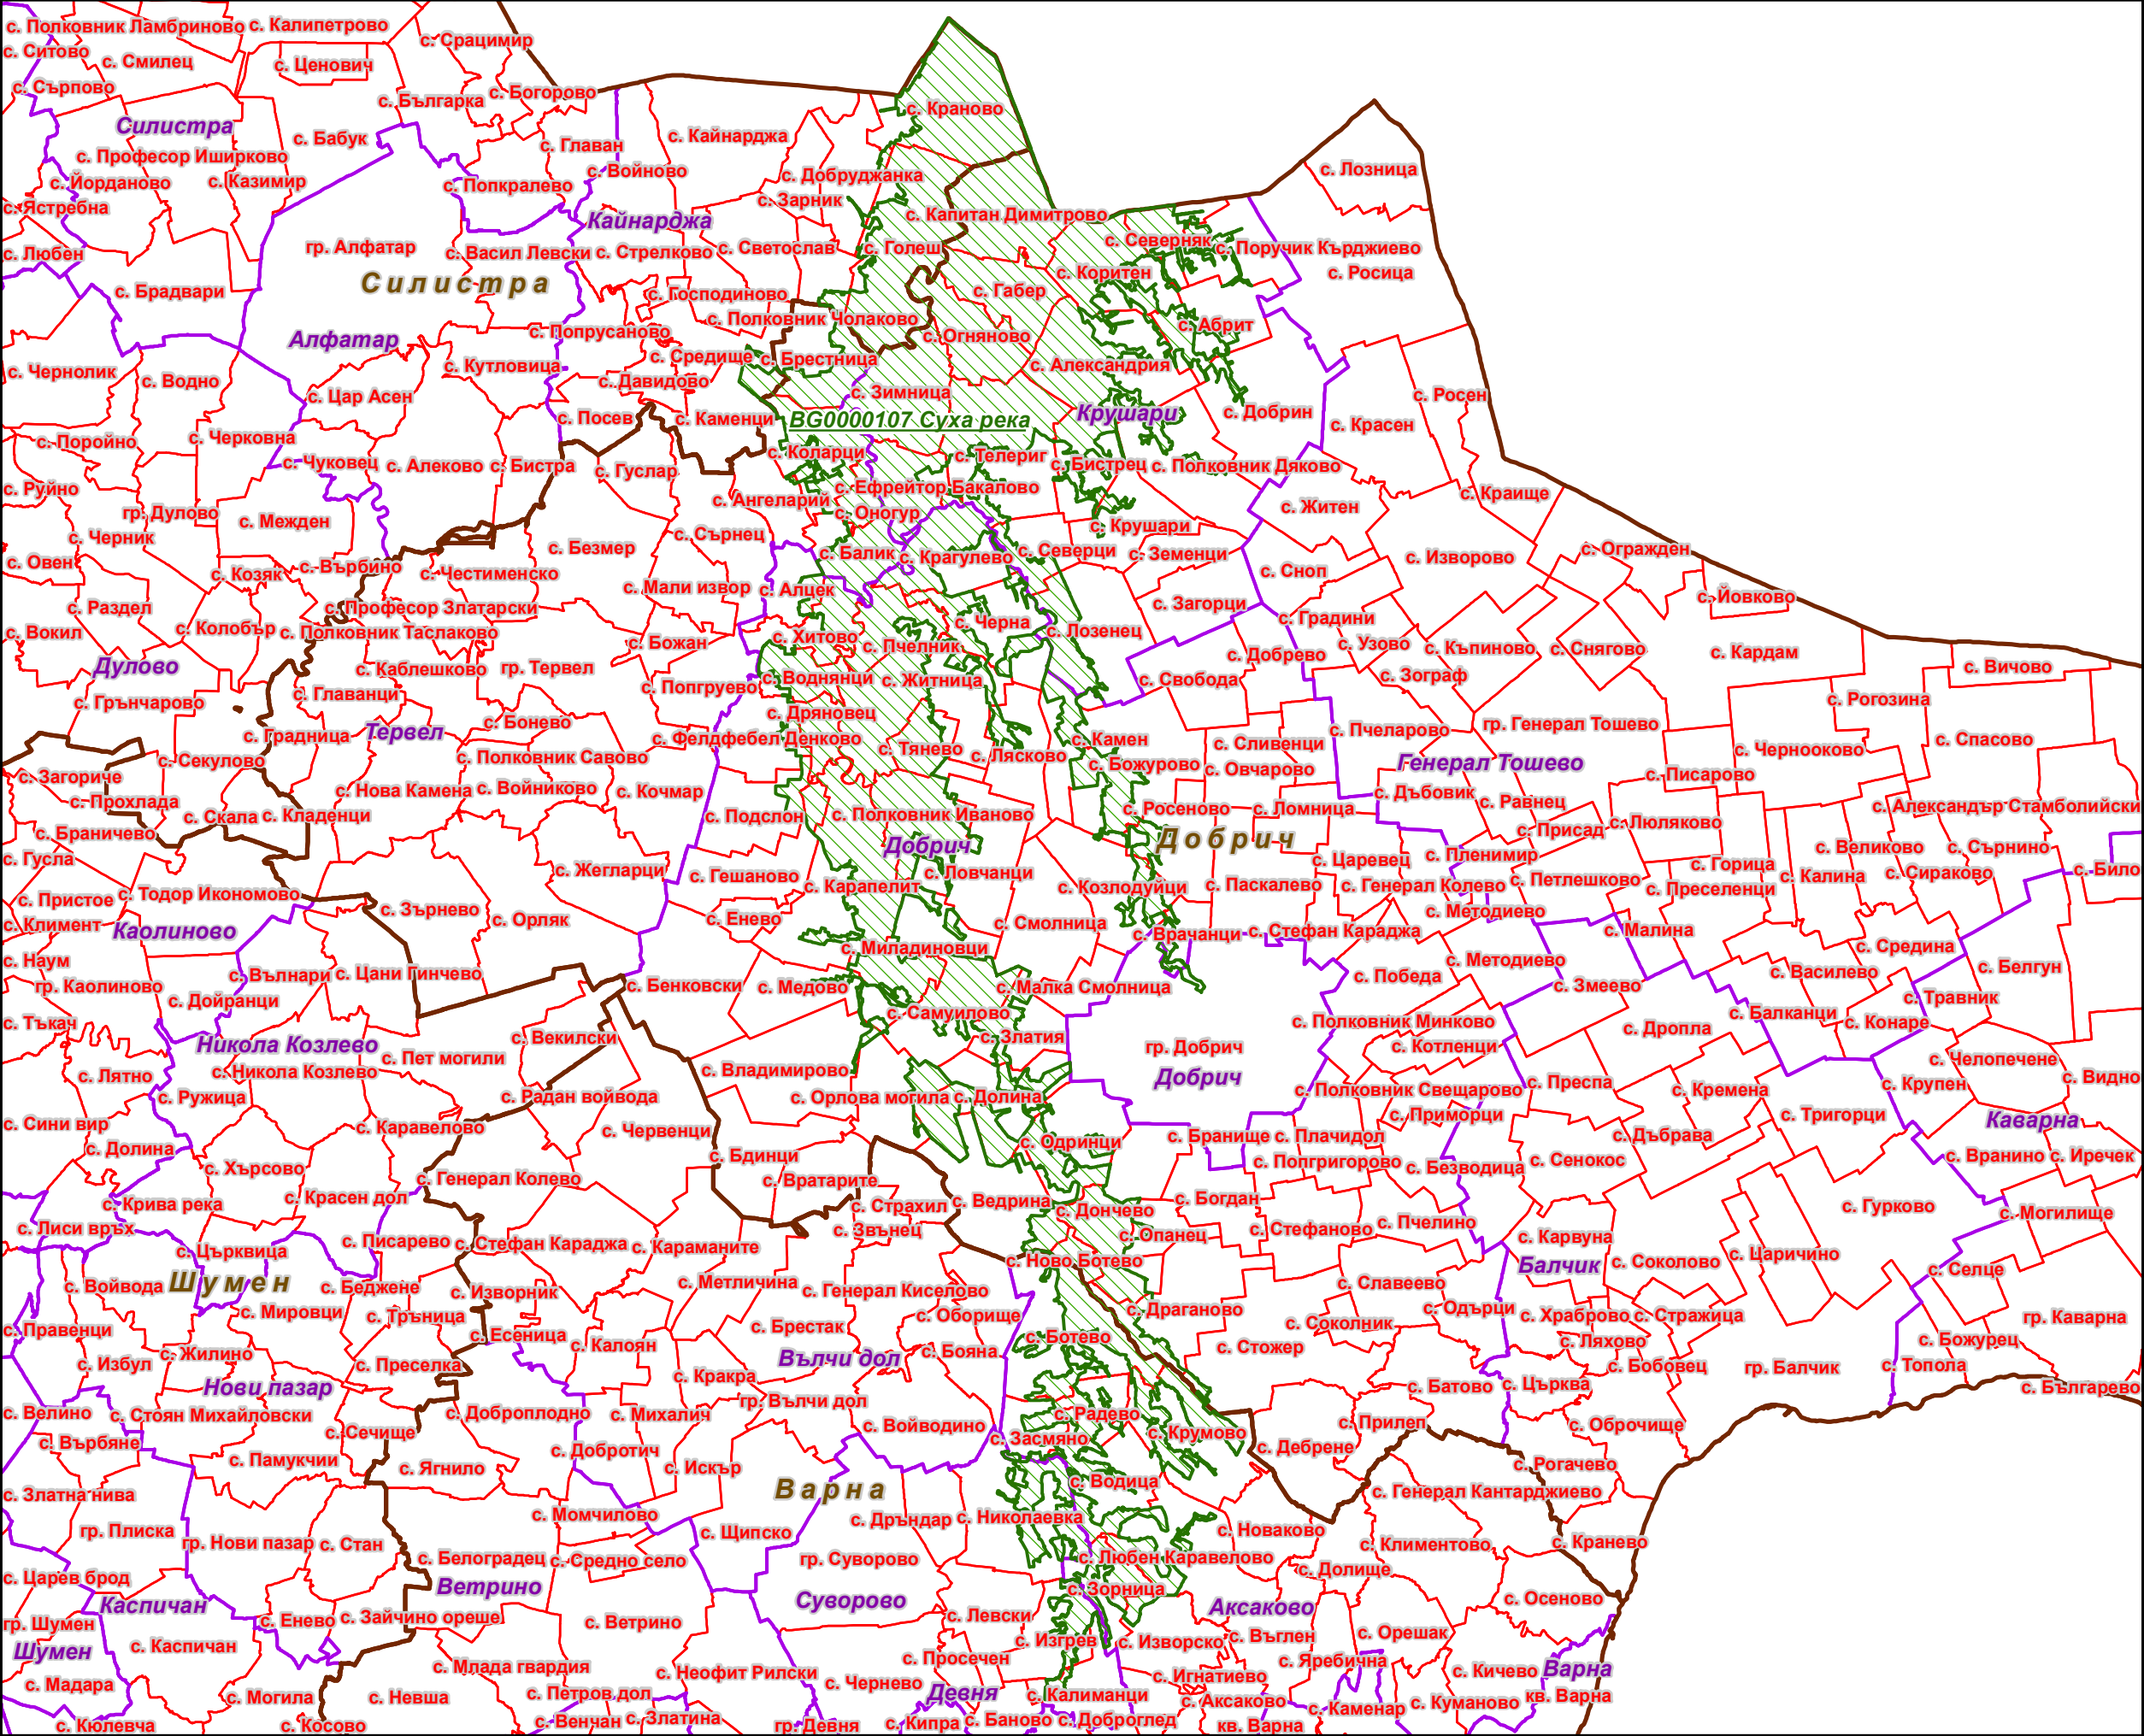 с. Полковник Ламбриново с. Калипетрово
с. Срацимир
с. Ситово
с. Смилец
с. Ценович
с. Сърпово
с. Българка
с. Богорово
с. Краново
Силистра
с. Бабук
с. Главан
с. Кайнарджа
с. Професор Иширково
с. Войново
с. Лозница
с. Йорданово
с. Казимир
с. Попкралево
с. Добруджанка
с. Зарник
с. Ястребна
Кайнарджа
с. Капитан Димитрово
гр. Алфатар
с. Васил Левски
с. Стрелково
с. Светослав
с. Голеш
с. Северняк
с. Поручик Кърджиево
с. Любен
Силистра
с. Коритен
с. Росица
с. Брадвари
с. Господиново
с. Габер
с. Полковник Чолаково
с. Абрит
Алфатар
с. Попрусаново
с. Огняново
с. Средище
с. Брестница
с. Александрия
с. Чернолик
с. Водно
с. Кутловица
с. Давидово
с. Цар Асен
с. Зимница
с. Росен
с. Посев
с. Каменци
BG0000107 Суха река
Крушари
с. Добрин
с. Красен
с. Поройно
с. Черковна
с. Коларци
с. Телериг
с. Чуковец
с. Алеково
с. Бистра
с. Гуслар
с. Бистрец
с. Полковник Дяково
с. Руйно
с. Ангеларий
с. Ефрейтор Бакалово
с. Краище
гр. Дулово
с. Межден
с. Оногур
с. Житен
с. Черник
с. Безмер
с. Сърнец
с. Крушари
с. Овен
с. Балик
с. Крагулево
с. Северци
с. Земенци
с. Изворово
с. Огражден
с. Козяк
с. Върбино
с. Честименско
с. Мали извор
с. Алцек
с. Сноп
с. Йовково
с. Раздел
с. Професор Златарски
с. Загорци
с. Вокил
с. Колобър
с. Полковник Таслаково
с. Божан
с. Хитово
с. Черна
с. Лозенец
с. Градини
с. Пчелник
с. Добрево
с. Узово
с. Къпиново
с. Снягово
с. Кардам
Дулово
с. Каблешково
гр. Тервел
с. Вичово
с. Попгруево
с. Воднянци
с. Житница
с. Свобода
с. Зограф
с. Грънчарово
с. Главанци
с. Рогозина
Тервел
с. Бонево
с. Дряновец
с. Пчеларово
гр. Генерал Тошево
с. Градница
с. Фелдфебел Денково
с. Тянево
с. Камен
с. Сливенци
с. Чернооково
с. Спасово
с. Секулово
с. Полковник Савово
с. Лясково
с. Божурово
с. Овчарово
Генерал Тошево
с. Писарово
с. Загориче
с. Нова Камена
с. Войниково
с. Кочмар
с. Дъбовик
с. Равнец
с. Прохлада
с. Скала
с. Кладенци
с. Подслон
с. Полковник Иваново
с. Росеново
с. Ломница
с. Александър Стамболийски
с. Браничево
Добрич
Добрич
с. Присад
с. Люляково
с. Гусла
с. Жегларци
с. Гешаново
с. Карапелит
с. Ловчанци
с. Царевец
с. Пленимир
с. Горица
с. Великово
с. Сърнино
с. Било
с. Пристое
с. Тодор Икономово
с. Козлодуйци
с. Паскалево
с. Генерал Колево
с. Петлешково
с. Преселенци
с. Калина
с. Сираково
с. Климент
Каолиново
с. Зърнево
с. Орляк
с. Енево
с. Смолница
с. Врачанци
с. Стефан Караджа
с. Методиево
с. Малина
с. Наум
с. Вълнари
с. Цани Гинчево
с. Миладиновци
с. Методиево
с. Средина
гр. Каолиново
с. Дойранци
с. Бенковски
с. Медово
с. Малка Смолница
с. Победа
с. Змеево
с. Василево
с. Белгун
с. Тъкач
с. Самуилово
с. Полковник Минково
с. Дропла
с. Балканци
с. Травник
с. Конаре
Никола Козлево
с. Векилски
с. Златия
гр. Добрич
с. Котленци
с. Пет могили
с. Челопечене
с. Лятно
с. Никола Козлево
с. Владимирово
Добрич
с. Преспа
с. Крупен
с. Видно
с. Ружица
с. Радан войвода
с. Орлова могила
с. Долина
с. Полковник Свещарово
с. Кремена
с. Сини вир
с. Каравелово
с. Червенци
с. Приморци
с. Тригорци
Каварна
с. Долина
с. Одринци
с. Бранище
с. Плачидол
с. Дъбрава
с. Хърсово
с. Генерал Колево
с. Бдинци
с. Попгригорово
с. Безводица
с. Сенокос
с. Вранино
с. Иречек
с. Крива река
с. Красен дол
с. Вратарите
с. Страхил
с. Ведрина
с. Дончево
с. Богдан
с. Гурково
с. Могилище
с. Лиси връх
с. Звънец
с. Опанец
с. Стефаново
с. Пчелино
с. Карвуна
с. Църквица
с. Писарево
с. Стефан Караджа
с. Караманите
с. Ново Ботево
Балчик
с. Соколово
с. Царичино
с. Селце
с. Войвода
Шумен
с. Беджене
с. Изворник
с. Метличина
с. Генерал Киселово
с. Славеево
с. Мировци
с. Тръница
с. Оборище
с. Драганово
с. Одърци
с. Храброво
с. Стражица
гр. Каварна
с. Правенци
с. Есеница
с. Калоян
с. Брестак
с. Ботево
с. Соколник
с. Ляхово
с. Божурец
с. Избул
с. Жилино
с. Преселка
Вълчи дол
с. Бояна
с. Стожер
с. Бобовец
гр. Балчик
с. Топола
Нови пазар
с. Кракра
с. Батово
с. Църква
с. Българево
с. Велино
с. Стоян Михайловски
с. Доброплодно
с. Михалич
гр. Вълчи дол
с. Радево
с. Прилеп
с. Оброчище
с. Върбяне
с. Сечище
с. Добротич
с. Войводино
с. Засмяно
с. Крумово
с. Дебрене
с. Памукчии
с. Ягнило
с. Искър
с. Водица
с. Рогачево
с. Златна нива
Варна
с. Генерал Кантарджиево
гр. Плиска
с. Момчилово
с. Щипско
с. Дръндар
с. Николаевка
с. Новаково
гр. Нови пазар
с. Стан
с. Климентово
с. Кранево
с. Белоградец
с. Средно село
гр. Суворово
с. Любен Каравелово
с. Долище
с. Царев брод
Ветрино
с. Зорница
Каспичан
Суворово
Аксаково
с. Осеново
гр. Шумен
с. Енево
с. Зайчино ореше
с. Ветрино
с. Левски
Шумен
с. Каспичан
с. Изгрев
с. Изворско
с. Въглен
с. Орешак
с. Мадара
с. Млада гвардия
с. Неофит Рилски
с. Просечен
с. Игнатиево
с. Яребична
с. Кичево
Варна
с. Могила
с. Невша
с. Петров дол
с. Чернево
Девня
с. Калиманци
с. Аксаково
с. Каменар
с. Куманово
кв. Варна
с. Кюлевча
с. Косово
с. Венчан
с. Златина
гр. Девня
с. Кипра
с. Баново
с. Доброглед
кв. Варна